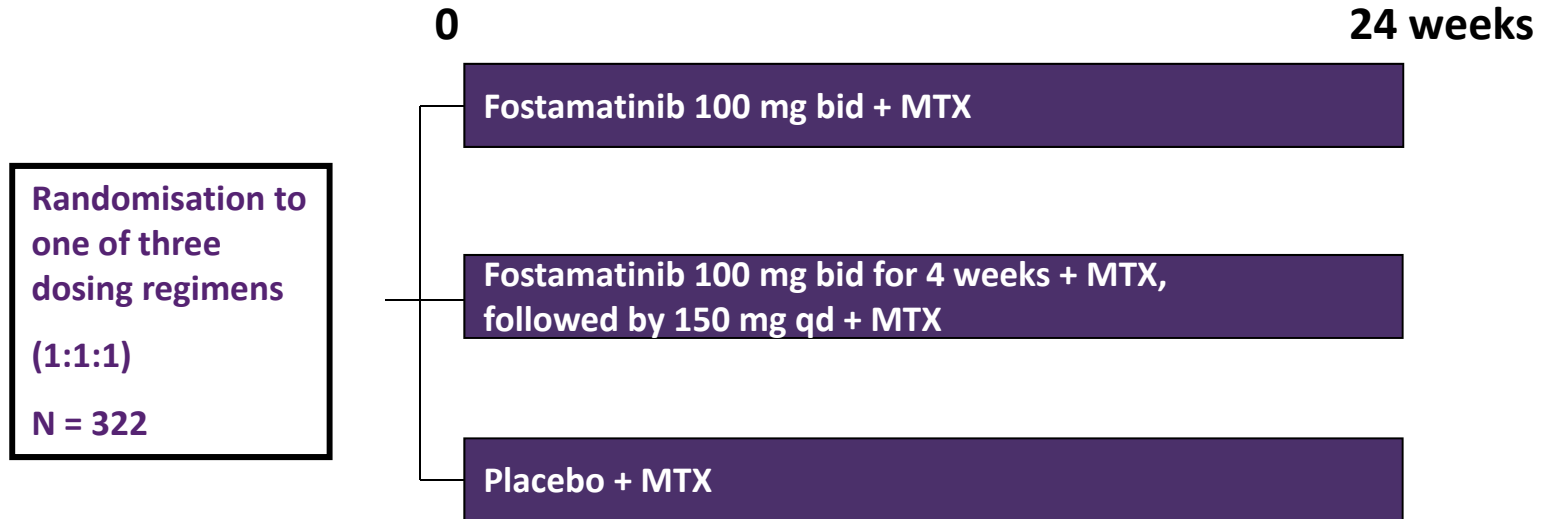 0
24 weeks
Fostamatinib 100 mg bid + MTX
Randomisation to
one of three
dosing regimens
(1:1:1)
N = 322
Fostamatinib 100 mg bid for 4 weeks + MTX,
followed by 150 mg qd + MTX
Placebo + MTX